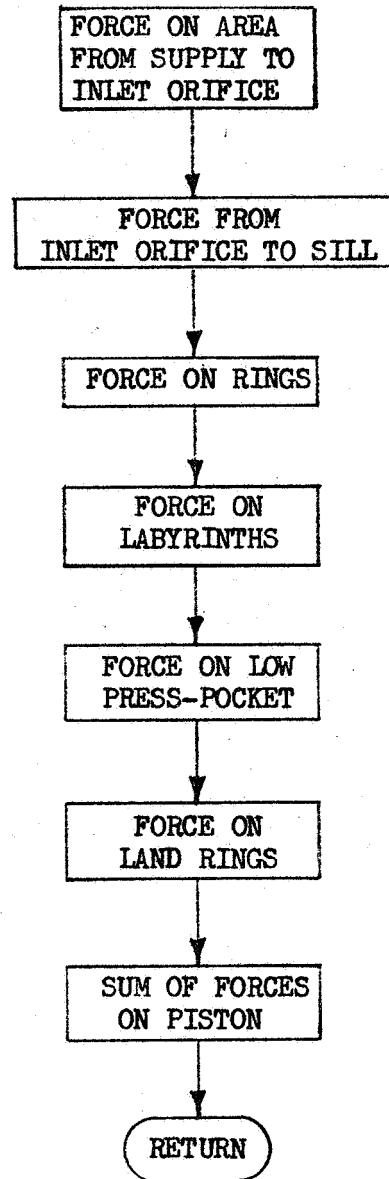 FORCE ON AREA
FROM SUPPLY TO
INLET ORIFICE
FORCE FROM
INLET ORIFICE TO SILL
FORCE ON RINGS
FORCE ON
LABYRINTHS
FORCE ON LOW
PRESS-POCKET
FORCE ON
LAND RINGS
SUM OF FORCES
ON PISTON
RETURN